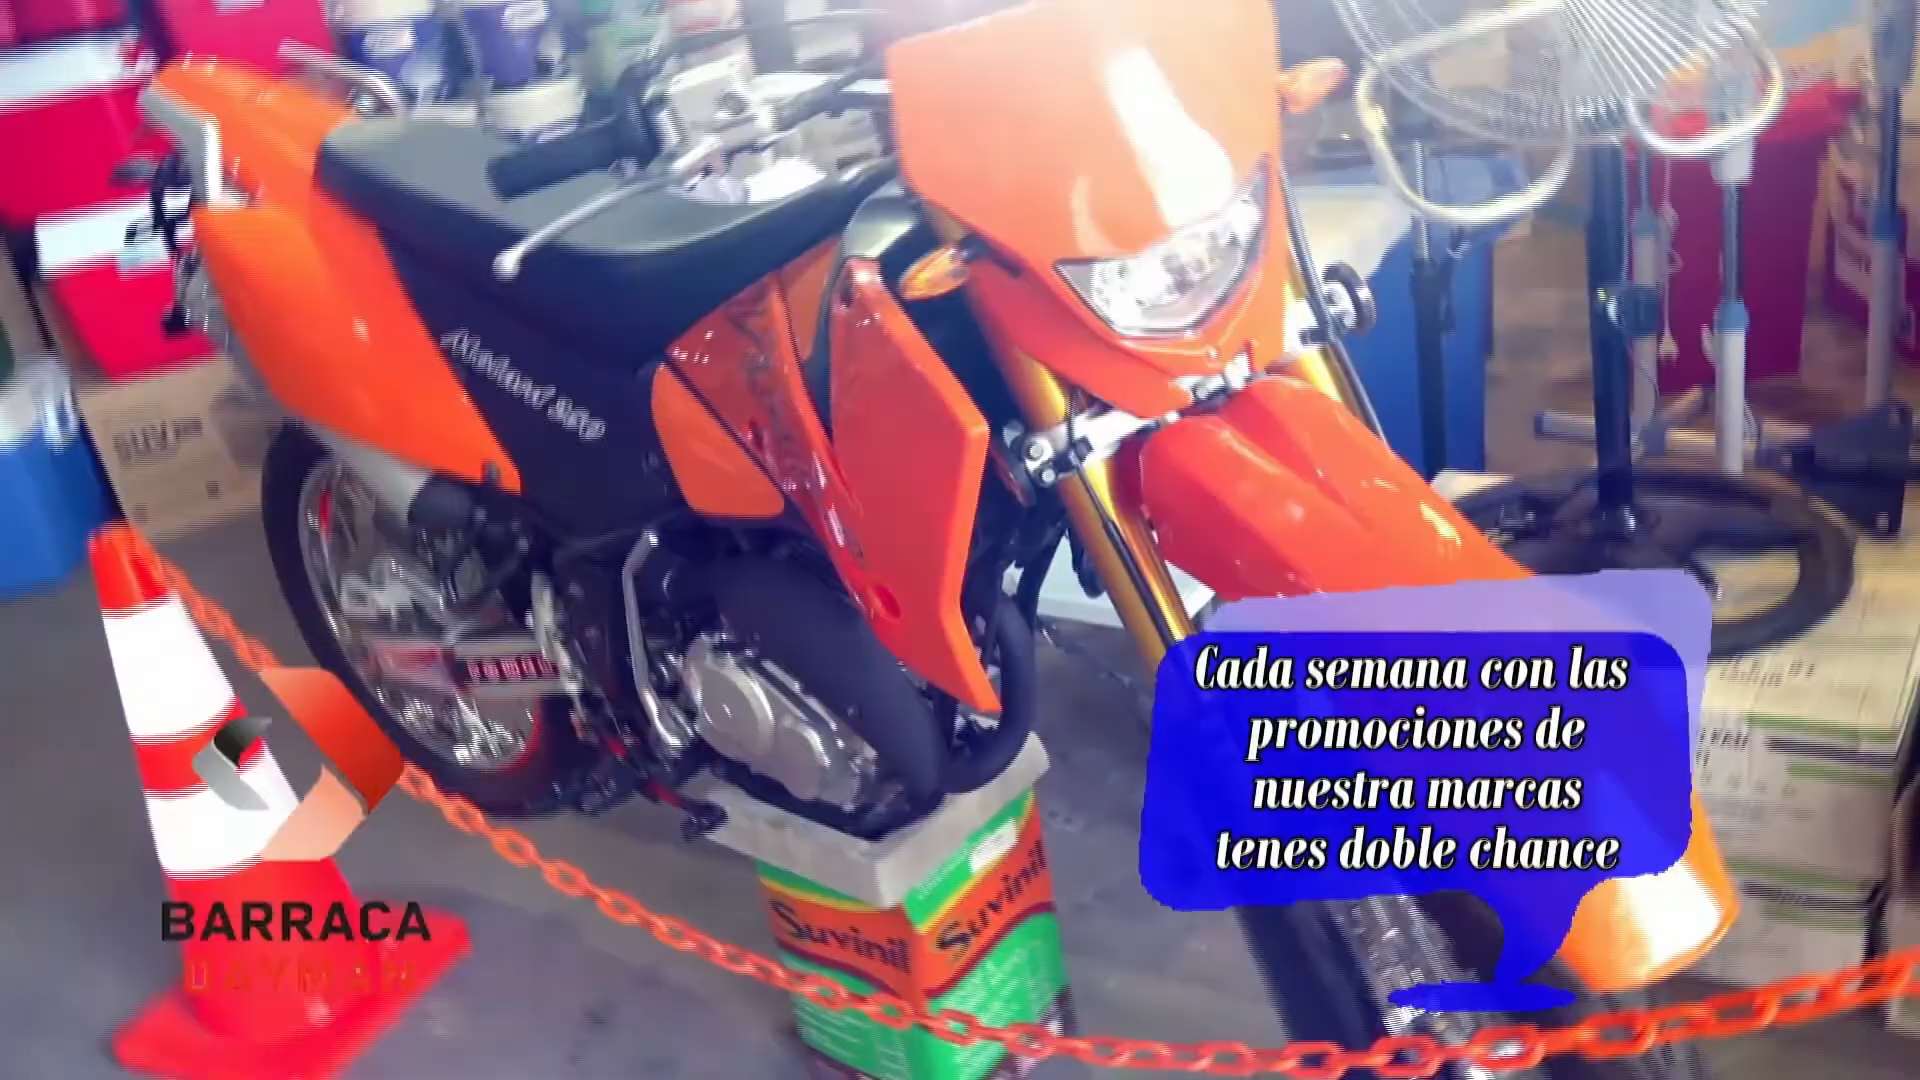 Cada semana con las
promociones de
nuestra marcas
tenes doble chance
BARRACA
DAYMAN
Suvinil
Suvinil